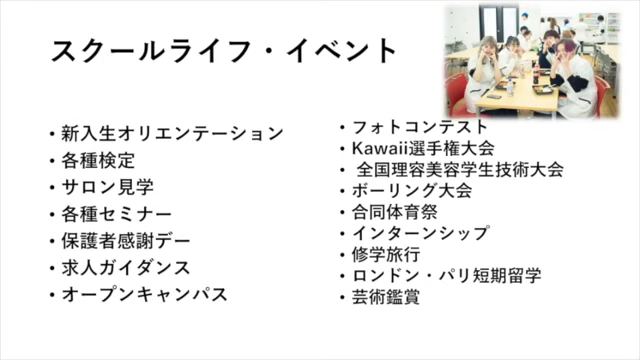 スクールライフ・イベント
• 新入生オリエンテーション
• 各種検定
• サロン見学
• 各種セミナー
• 保護者感謝デー
• 求人ガイダンス
• オープンキャンパス
• フォトコンテスト
• Kawaii選手権大会
• 全国理容美容学生技術大会
• ボーリング大会
• 合同体育祭
• インターンシップ
• 修学旅行
• ロンドン・パリ短期留学
• 芸術鑑賞